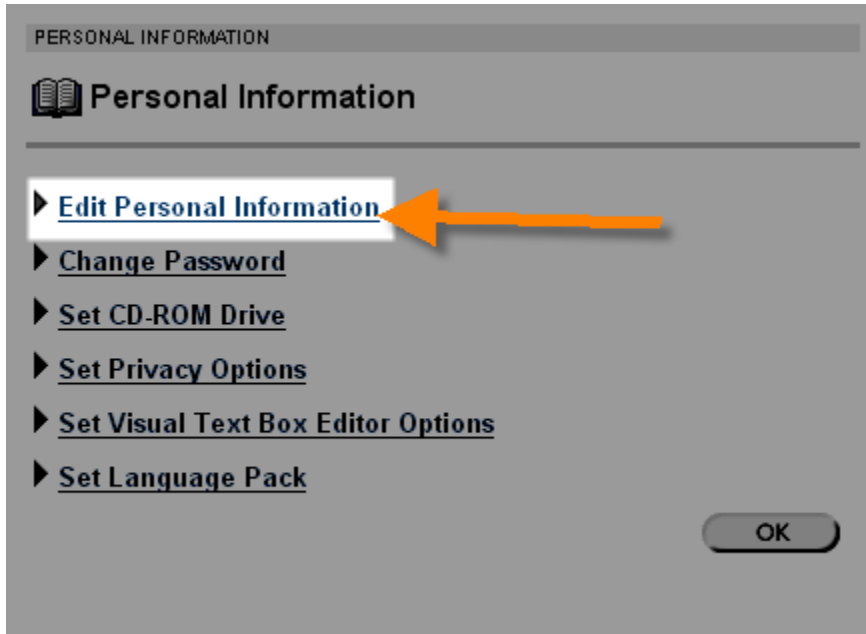 PERSONAL INFORMATION
Personal Information
Edit Personal Information
Change Password
Set CD-ROM Drive
Set Privacy Options
Set Visual Text Box Editor Options
Set Language Pack
OK